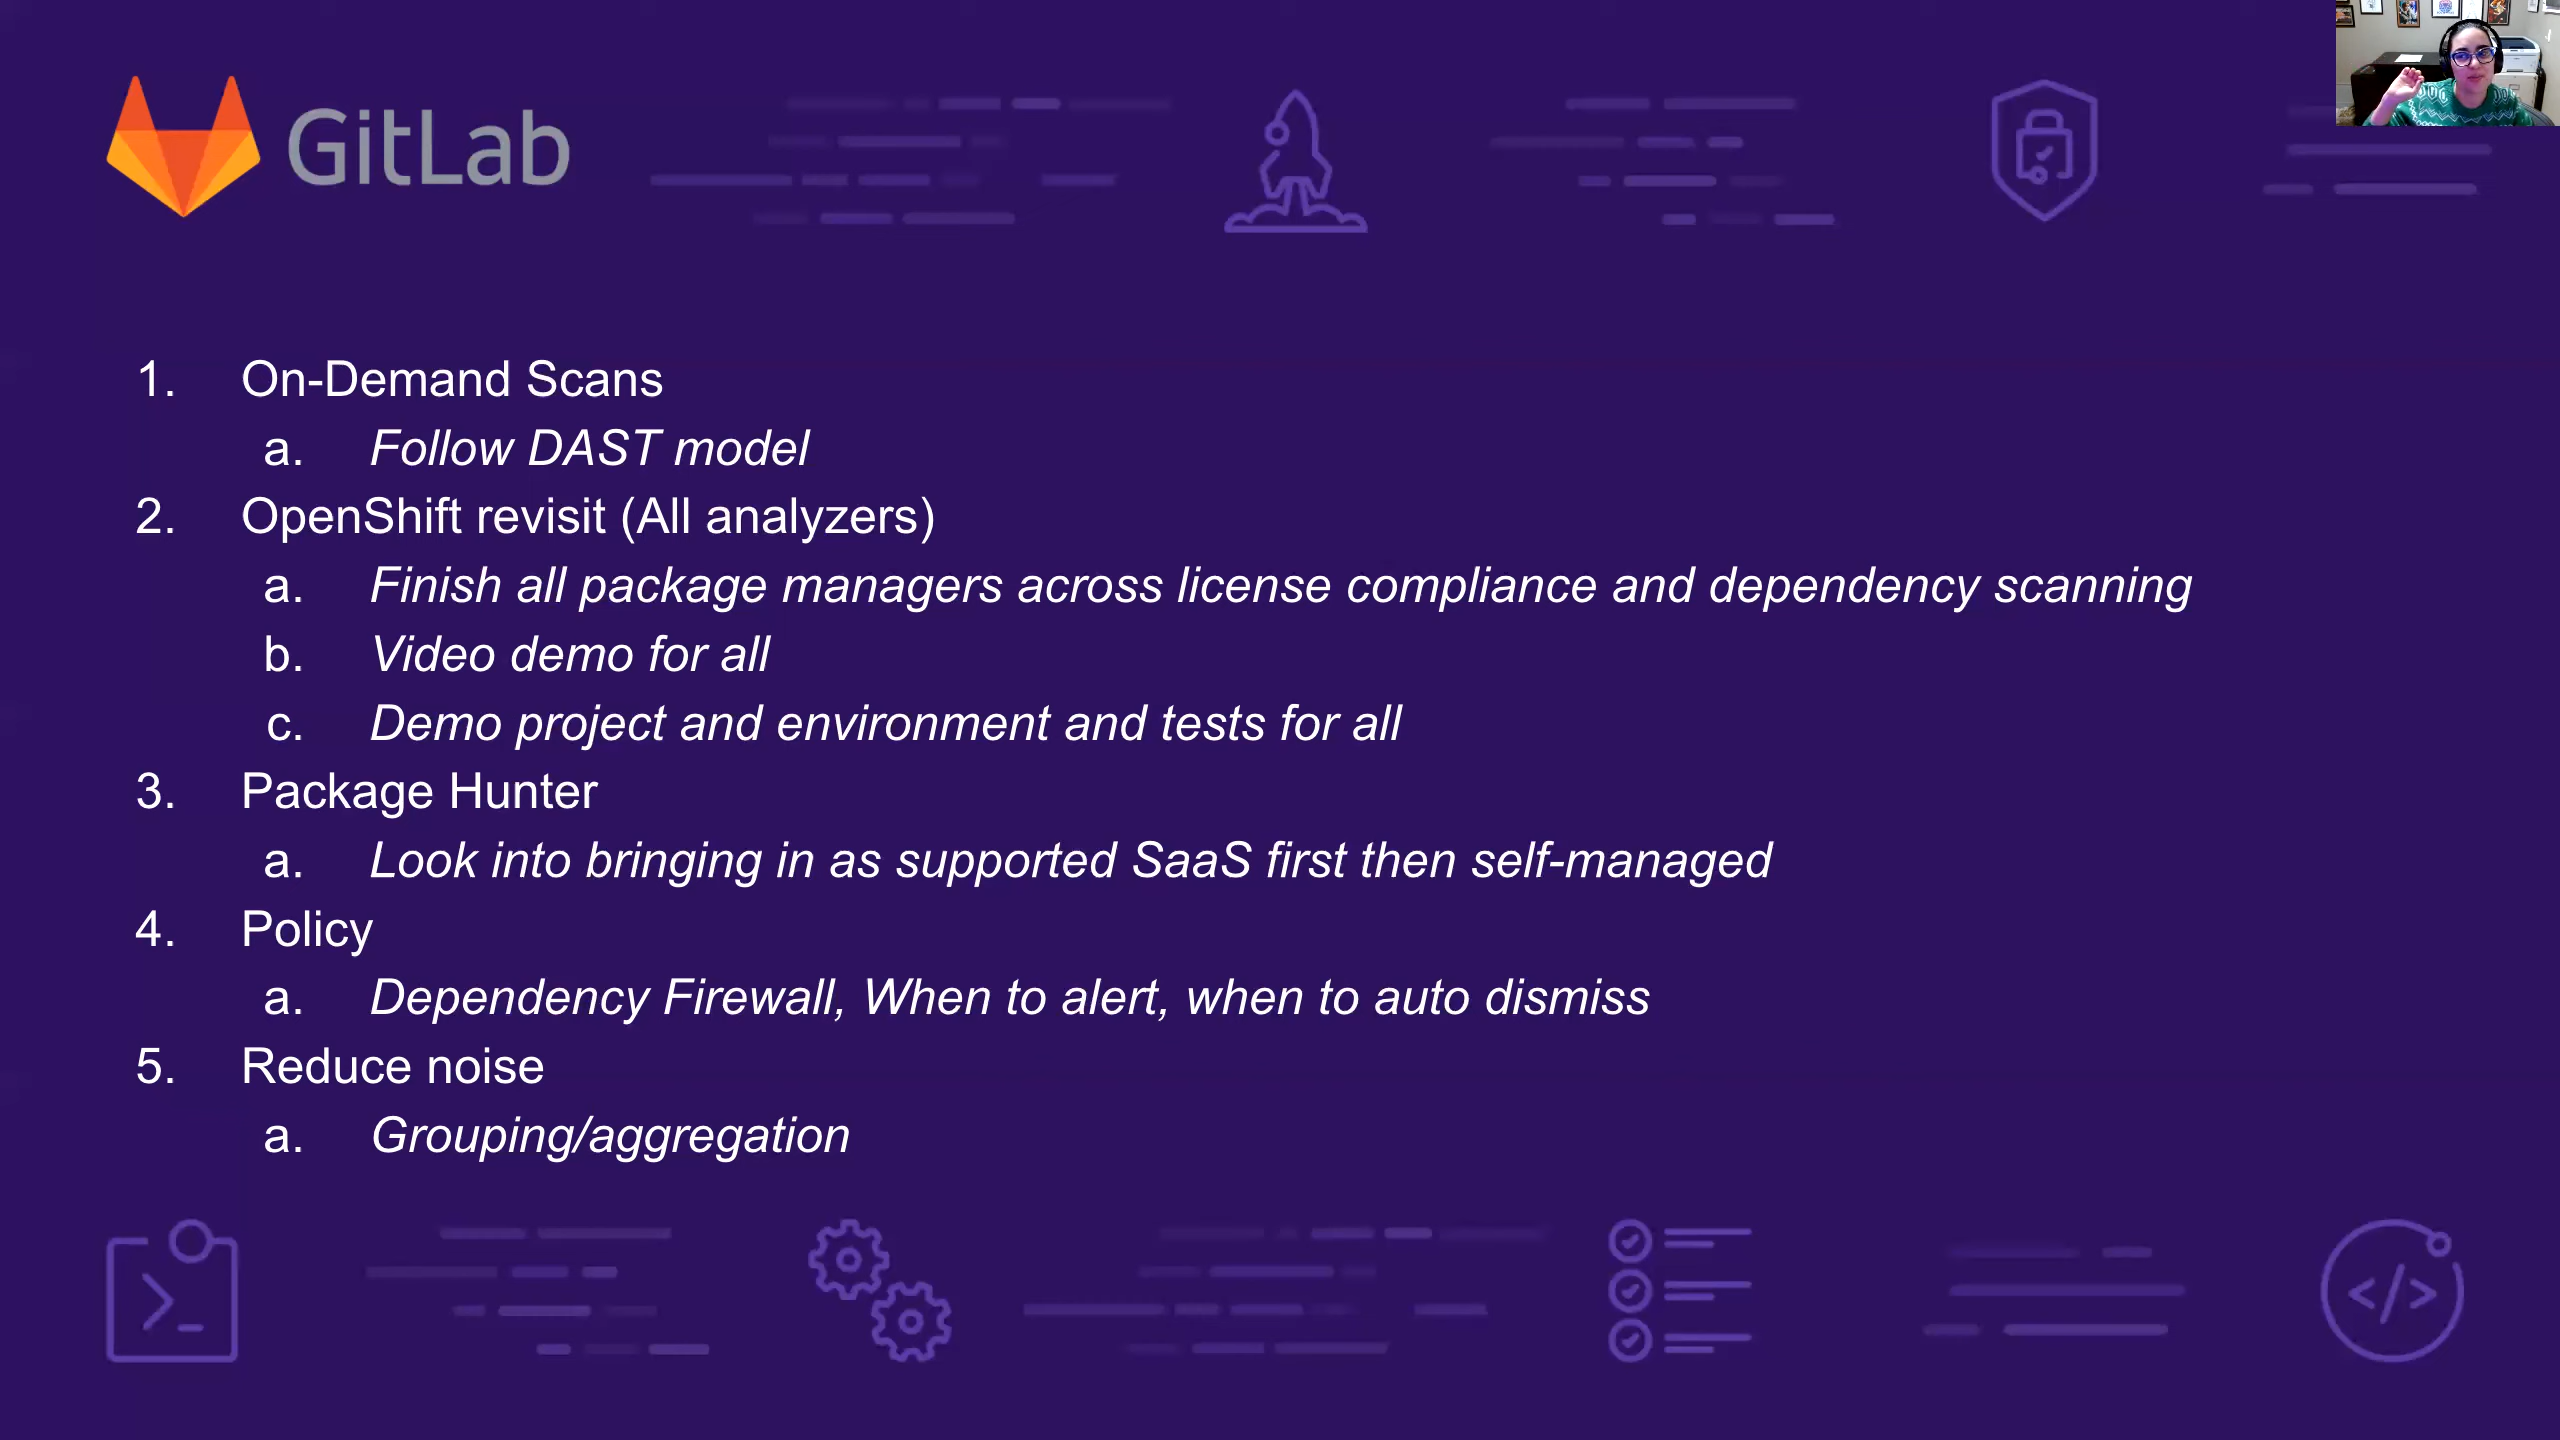 GitLab
1. On-Demand Scans
a. Follow DAST model
2. OpenShift revisit (All analyzers)
a. Finish all package managers across license compliance and dependency scanning
b. Video demo for all
c. Demo project and environment and tests for all
3. Package Hunter
a. Look into bringing in as supported SaaS first then self-managed
4. Policy
a. Dependency Firewall, When to alert, when to auto dismiss
5. Reduce noise
a. Grouping/aggregation